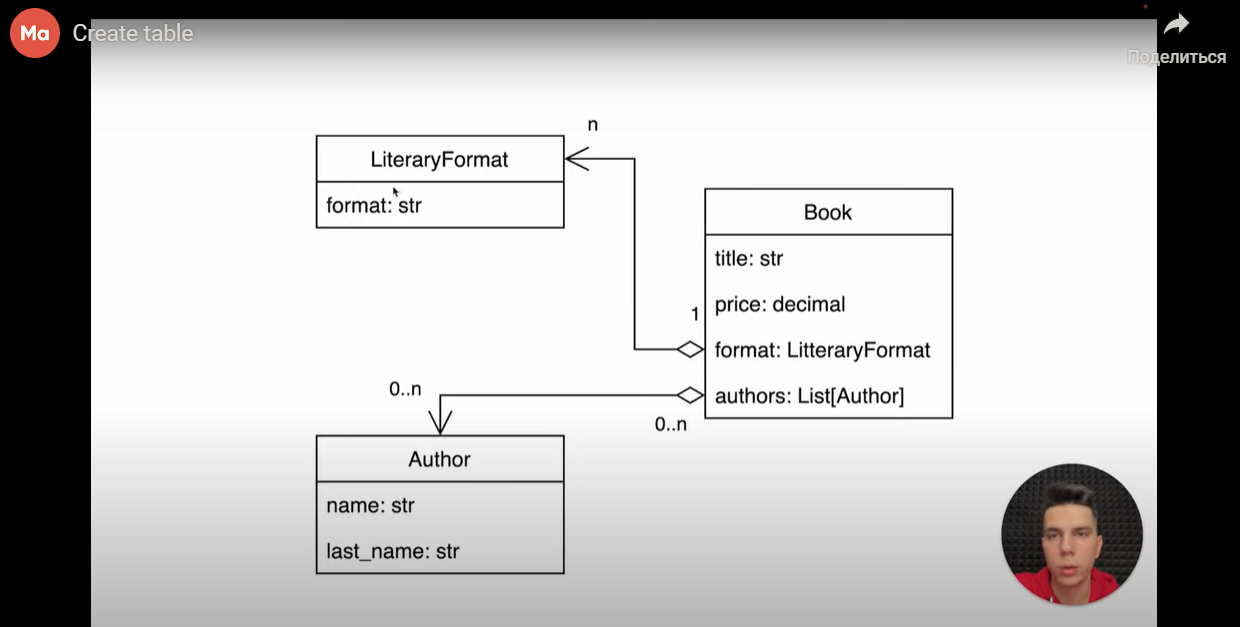 Ma
Create table
Поделиться
n
LiteraryFormat
format: str
Book
title: str
price: decimal
1
format: LitteraryFormat
authors: List[Author]
0..n
0..n
Author
name: str
last_name: str